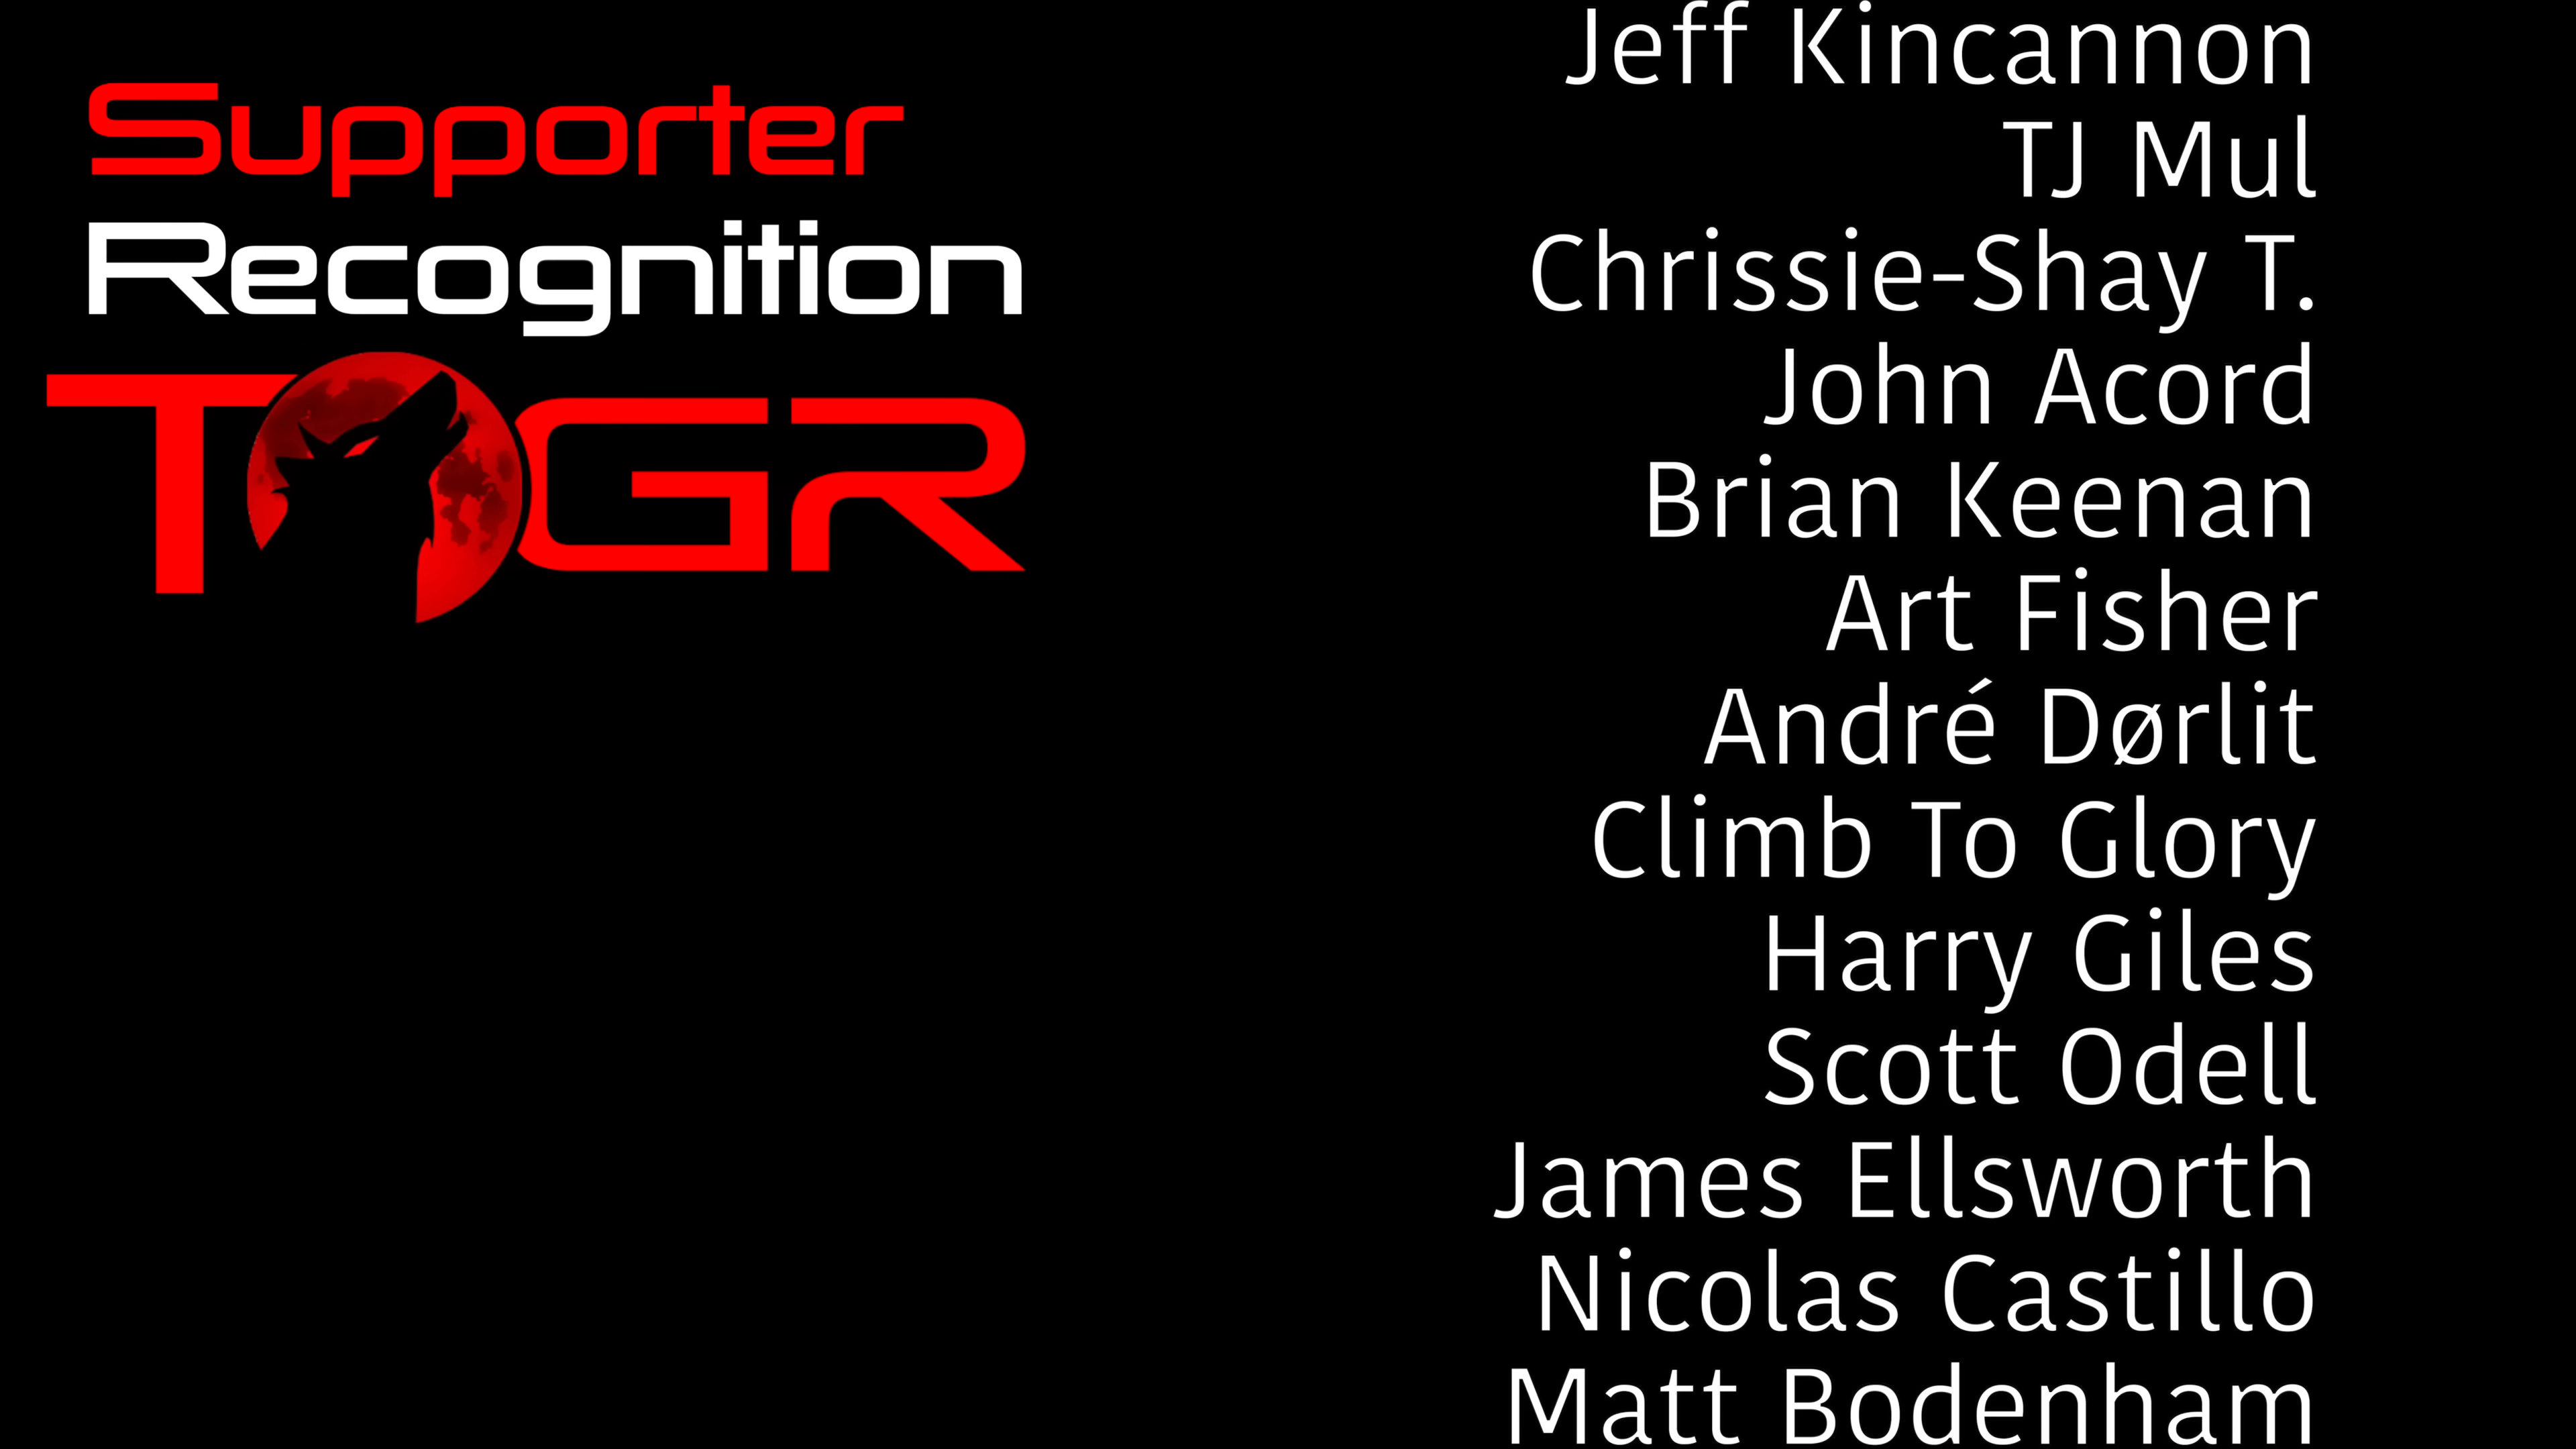 Supporter
Recognition
TOGR
Jeff Kincannon
TJ Mul
Chrissie-Shay T.
John Acord
Brian Keenan
Art Fisher
André Dørlit
Climb To Glory
Harry Giles
Scott Odell
James Ellsworth
Nicolas Castillo
Matt Bodenham